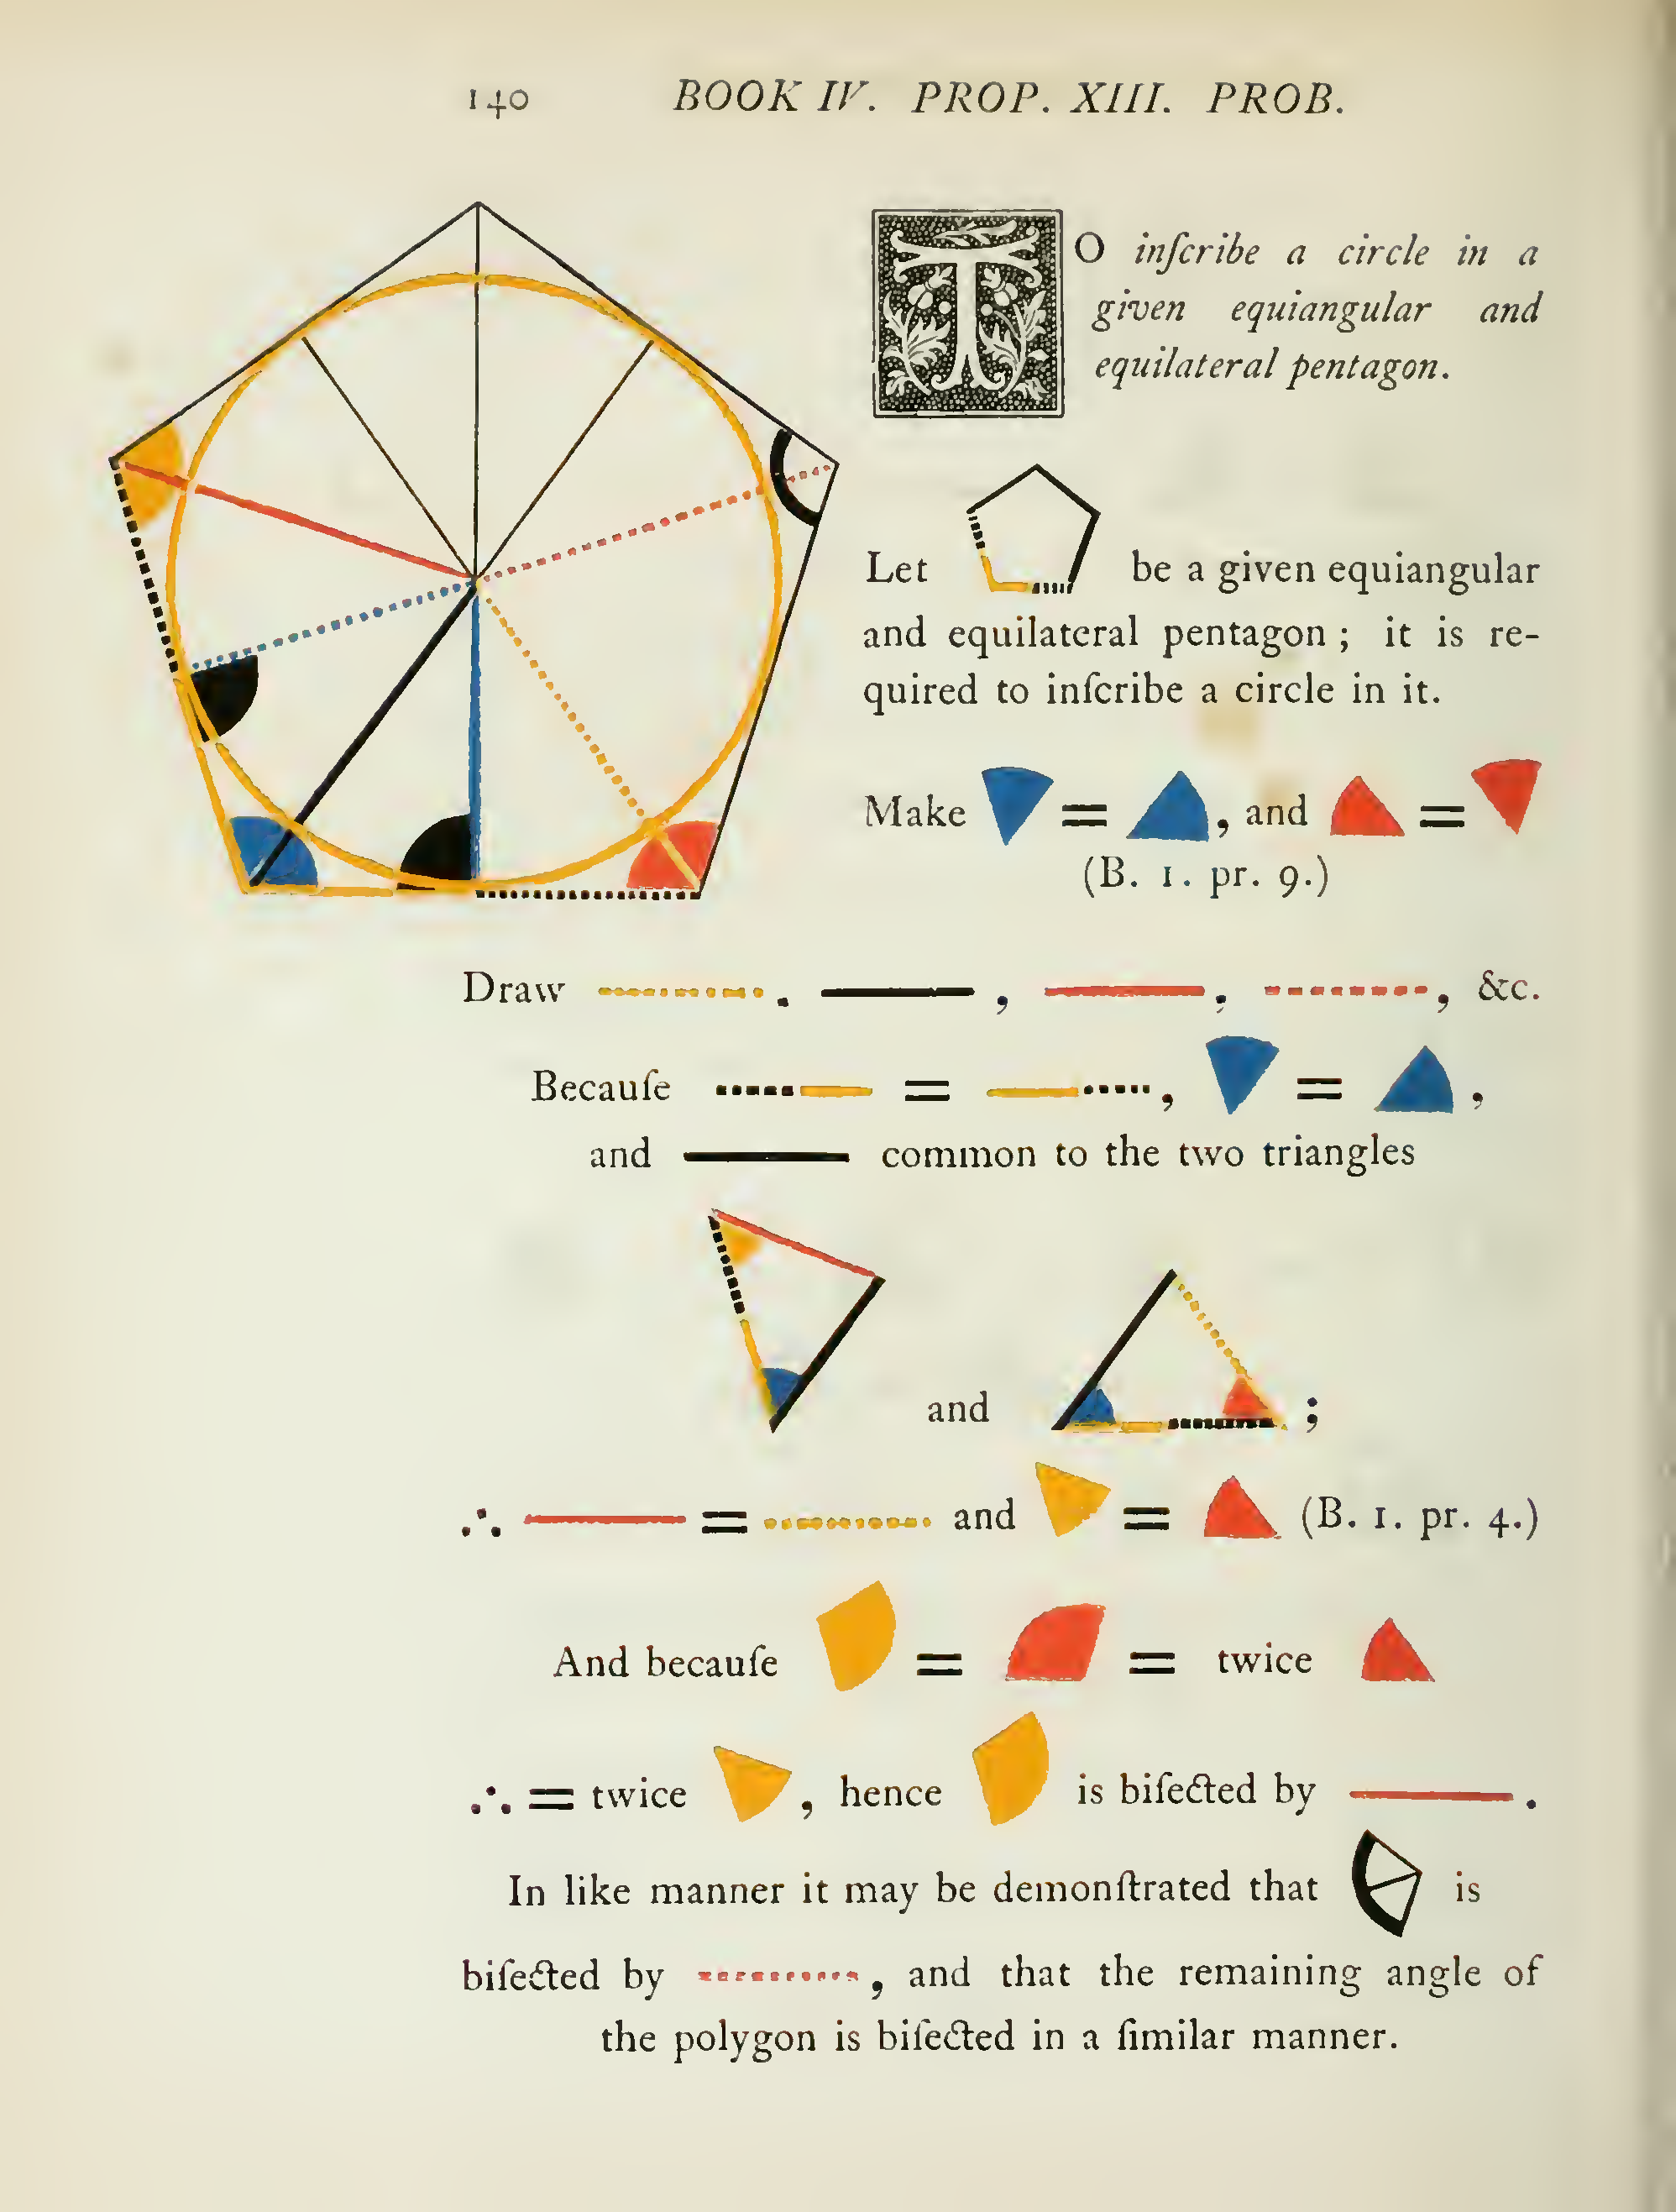 140 BOOK IV. PROP. XIII. PROB.
TO inſcribe a circle in a
given equiangular and
equilateral pentagon.
Let be a given equiangular
and equilateral pentagon ; it is re-
quired to inſcribe a circle in it.
Make = , and =
(B. 1. pr. 9.)
Draw . , , , &c.
Becauſe = , = ,
and common to the two triangles
and ;
∴ = and = (B. 1. pr. 4.)
And becauſe = = twice
∴ = twice , hence is biſected by .
In like manner it may be demonſtrated that is
biſected by , and that the remaining angle of
the polygon is biſected in a ſimilar manner.